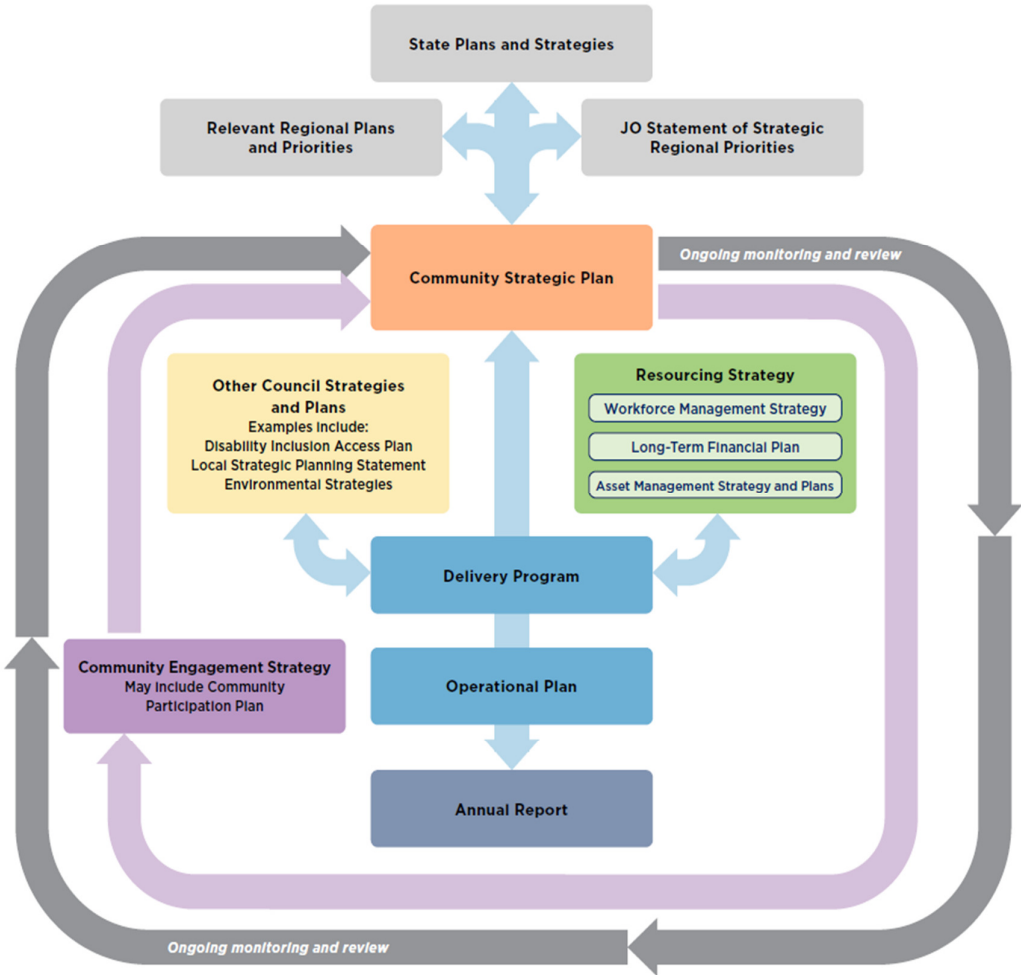 State Plans and Strategies
Relevant Regional Plans
and Priorities
JO Statement of Strategic
Regional Priorities
Community Strategic Plan
Ongoing monitoring and review
Other Council Strategies
and Plans
Examples include:
Disability Inclusion Access Plan
Local Strategic Planning Statement
Environmental Strategies
Resourcing Strategy
Workforce Management Strategy
Long-Term Financial Plan
Asset Management Strategy and Plans
Delivery Program
Community Engagement Strategy
May include Community
Participation Plan
Operational Plan
Annual Report
Ongoing monitoring and review